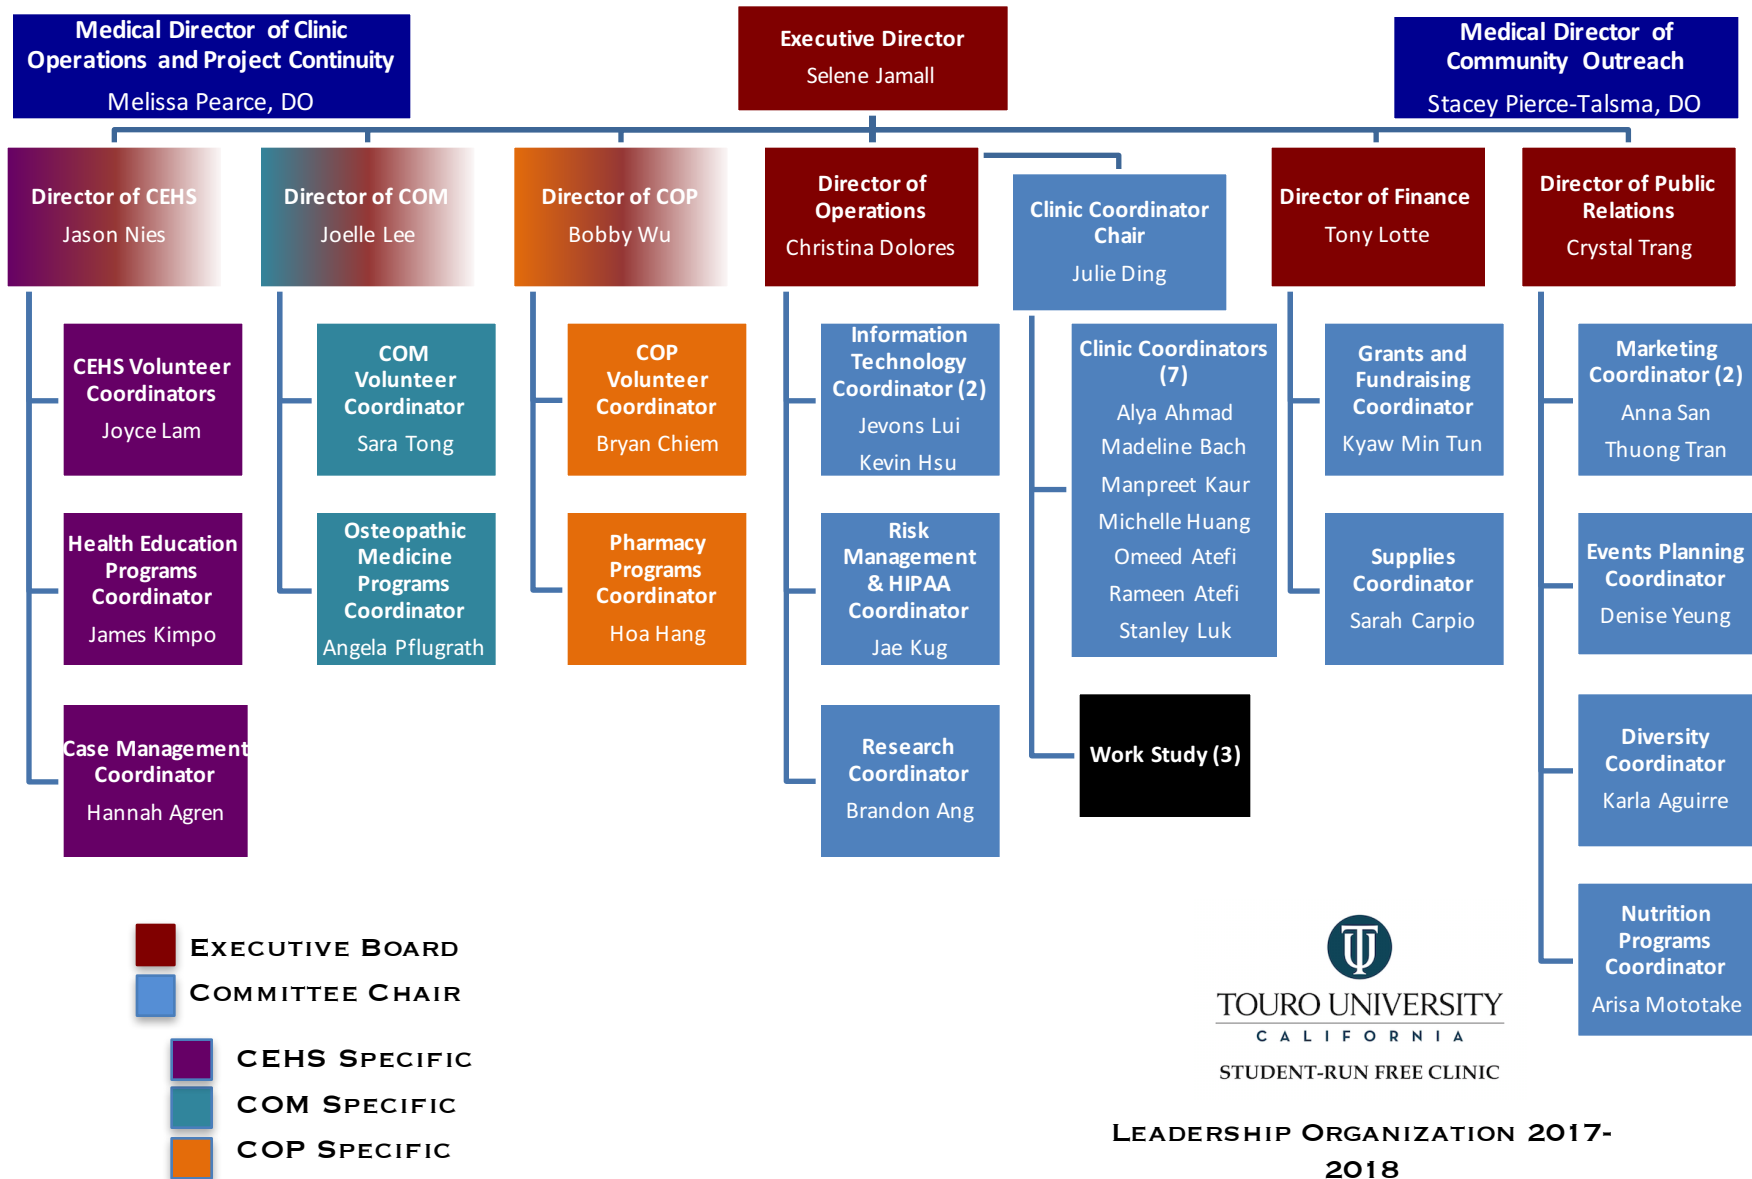 Medical Director of Clinic
Operations and Project Continuity
Melissa Pearce, DO
Executive Director
Selene Jamall
Medical Director of
Community Outreach
Stacey Pierce-Talsma, DO
Director of CEHS
Jason Nies
Director of COM
Joelle Lee
Director of COP
Bobby Wu
Director of
Operations
Christina Dolores
Clinic Coordinator
Chair
Julie Ding
Director of Finance
Tony Lotte
Director of Public
Relations
Crystal Trang
CEHS Volunteer
Coordinators
Joyce Lam
COM
Volunteer
Coordinator
Sara Tong
COP
Volunteer
Coordinator
Bryan Chiem
Information
Technology
Coordinator (2)
Jevons Lui
Kevin Hsu
Clinic Coordinators
(7)
Alya Ahmad
Madeline Bach
Manpreet Kaur
Michelle Huang
Omeed Atefi
Rameen Atefi
Stanley Luk
Grants and
Fundraising
Coordinator
Kyaw Min Tun
Marketing
Coordinator (2)
Anna San
Thuong Tran
Health Education
Programs
Coordinator
James Kimpo
Osteopathic
Medicine
Programs
Coordinator
Angela Pflugrath
Pharmacy
Programs
Coordinator
Hoa Hang
Risk
Management
& HIPAA
Coordinator
Jae Kug
Supplies
Coordinator
Sarah Carpio
Events Planning
Coordinator
Denise Yeung
Case Management
Coordinator
Hannah Agren
Research
Coordinator
Brandon Ang
Work Study (3)
Diversity
Coordinator
Karla Aguirre
Nutrition
Programs
Coordinator
Arisa Mototake
Executive Board
Committee Chair
CEHS Specific
COM Specific
COP Specific
TU
TOURO UNIVERSITY
CALIFORNIA
STUDENT-RUN FREE CLINIC
Leadership Organization 2017-
2018